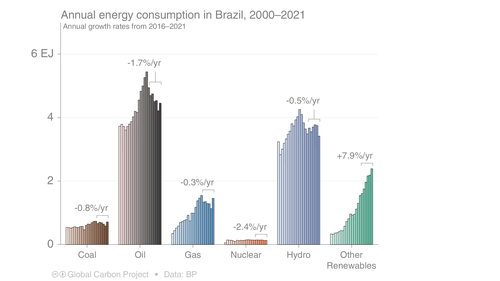 Annual energy consumption in Brazil, 2000–2021
Annual growth rates from 2016–2021
6 EJ
4
2
0
-0.8%/yr
-1.7%/yr
-0.3%/yr
-2.4%/yr
-0.5%/yr
+7.9%/yr
Coal
Oil
Gas
Nuclear
Hydro
Other
Renewables
Global Carbon Project • Data: BP